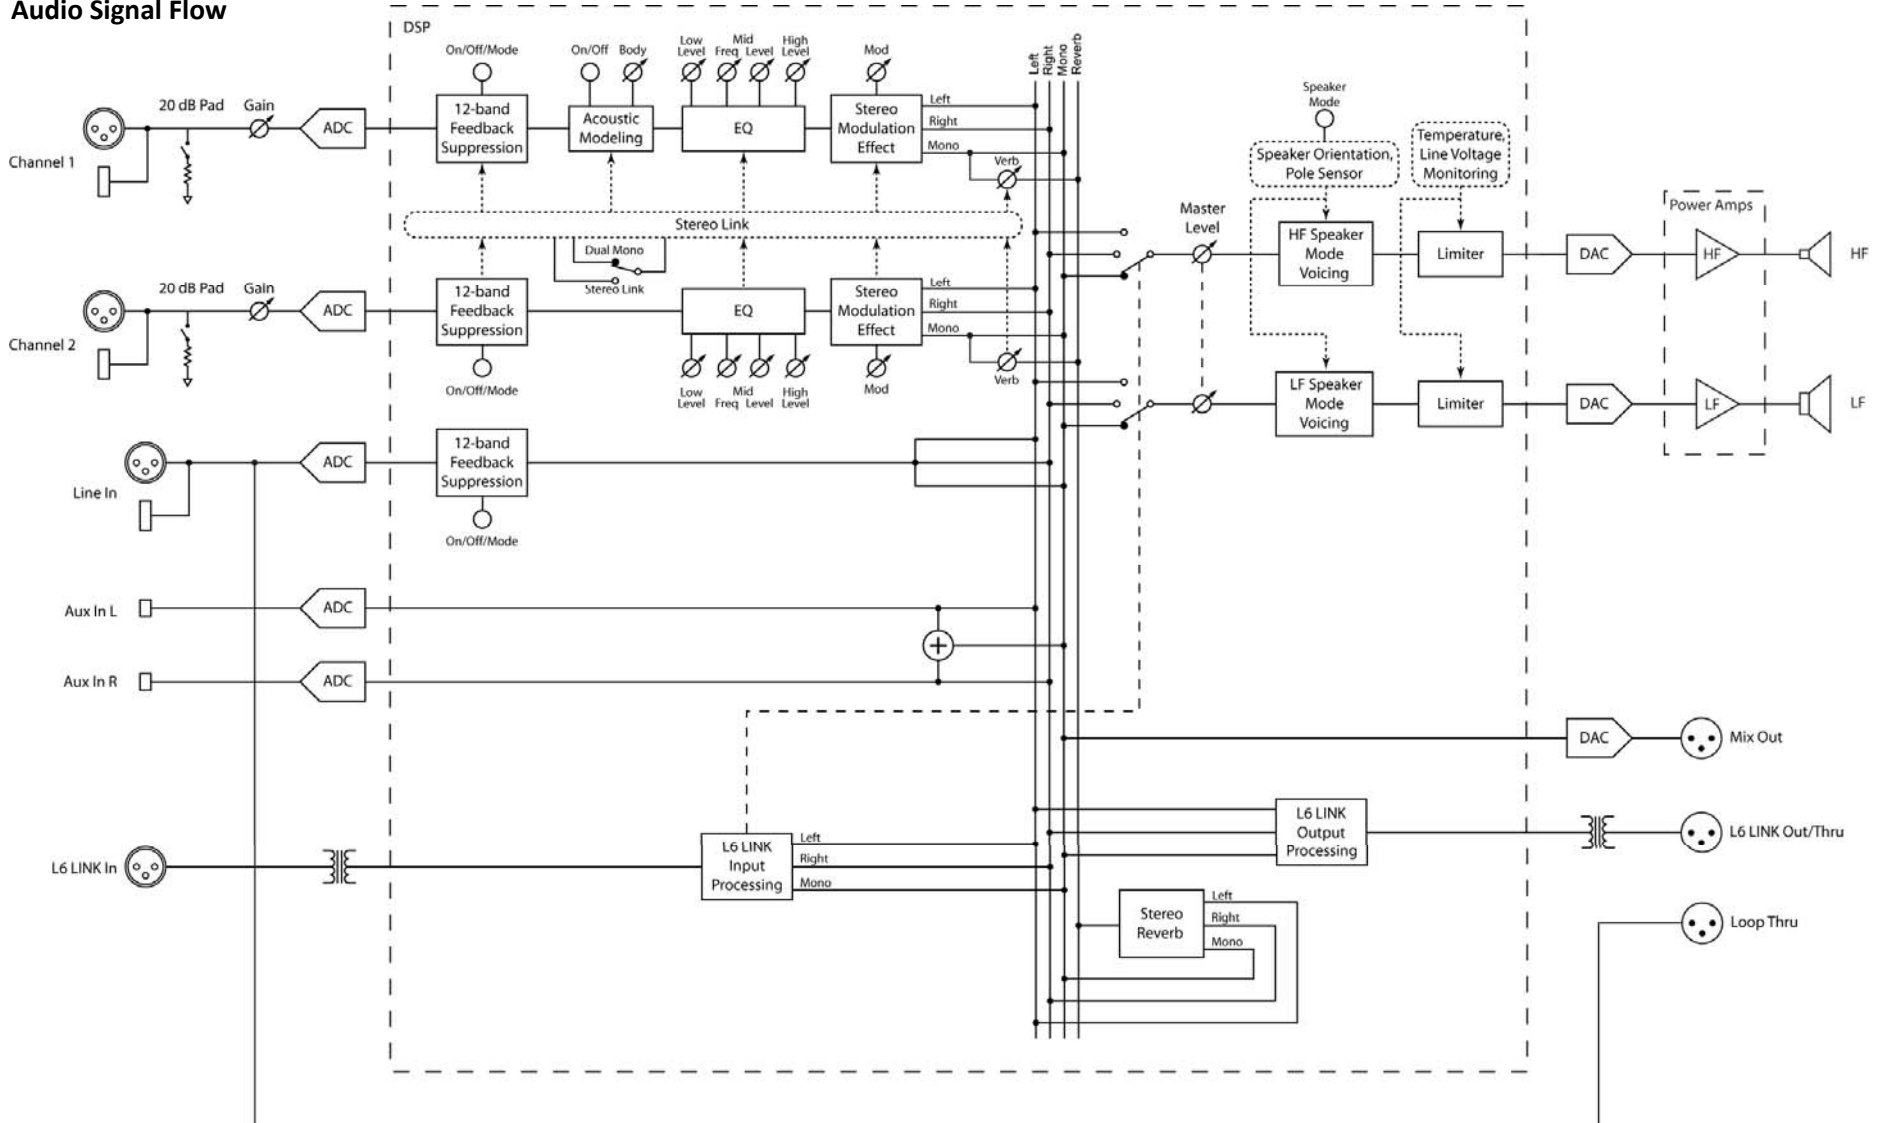 Audio Signal Flow
DSP
On/Off/Mode
On/Off Body
Low Level
Mid
Freq Level
High Level
Mod
Left
Right
Mono
Reverb
Channel 1
20 dB Pad
Gain
ADC
12-band
Feedback
Suppression
Acoustic
Modeling
EQ
Stereo
Modulation
Effect
Left
Right
Mono
Verb
Speaker
Mode
Speaker Orientation,
Pole Sensor
Temperature,
Line Voltage
Monitoring
Power Amps
Stereo Link
Dual Mono
Stereo Link
Master
Level
HF Speaker
Mode
Voicing
Limiter
DAC
HF
HF
Channel 2
20 dB Pad
Gain
ADC
12-band
Feedback
Suppression
On/Off/Mode
EQ
Low Level
Mid
Freq Level
High Level
Stereo
Modulation
Effect
Mod
Left
Right
Mono
Verb
LF Speaker
Mode
Voicing
Limiter
DAC
LF
LF
Line In
ADC
12-band
Feedback
Suppression
On/Off/Mode
Aux In L
ADC
Aux In R
ADC
DAC
Mix Out
L6 LINK
Output
Processing
L6 LINK Out/Thru
L6 LINK In
L6 LINK
Input
Processing
Left
Right
Mono
Stereo
Reverb
Left
Right
Mono
Loop Thru